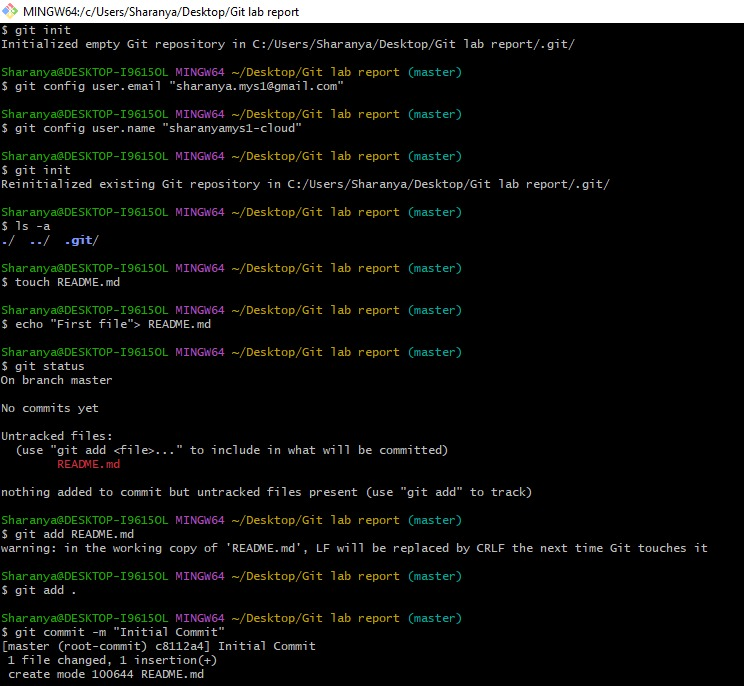 MINGW64:/c/Users/Sharanya/Desktop/Git lab report
$ git init
Initialized empty Git repository in C:/Users/Sharanya/Desktop/Git lab report/.git/
Sharanya@DESKTOP-I9615OL MINGW64 ~/Desktop/Git lab report (master)
$ git config user.email "sharanya.mys1@gmail.com"
Sharanya@DESKTOP-I9615OL MINGW64 ~/Desktop/Git lab report (master)
$ git config user.name "sharanyamys1-cloud"
Sharanya@DESKTOP-I9615OL MINGW64 ~/Desktop/Git lab report (master)
$ git init
Reinitialized existing Git repository in C:/Users/Sharanya/Desktop/Git lab report/.git/
Sharanya@DESKTOP-I9615OL MINGW64 ~/Desktop/Git lab report (master)
$ ls -a
./  ../  .git/
Sharanya@DESKTOP-I9615OL MINGW64 ~/Desktop/Git lab report (master)
$ touch README.md
Sharanya@DESKTOP-I9615OL MINGW64 ~/Desktop/Git lab report (master)
$ echo "First file"> README.md
Sharanya@DESKTOP-I9615OL MINGW64 ~/Desktop/Git lab report (master)
$ git status
On branch master
No commits yet
Untracked files:
  (use "git add <file>..." to include in what will be committed)
        README.md
nothing added to commit but untracked files present (use "git add" to track)
Sharanya@DESKTOP-I9615OL MINGW64 ~/Desktop/Git lab report (master)
$ git add README.md
warning: in the working copy of 'README.md', LF will be replaced by CRLF the next time Git touches it
Sharanya@DESKTOP-I9615OL MINGW64 ~/Desktop/Git lab report (master)
$ git add .
Sharanya@DESKTOP-I9615OL MINGW64 ~/Desktop/Git lab report (master)
$ git commit -m "Initial Commit"
[master (root-commit) c8112a4] Initial Commit
 1 file changed, 1 insertion(+)
 create mode 100644 README.md